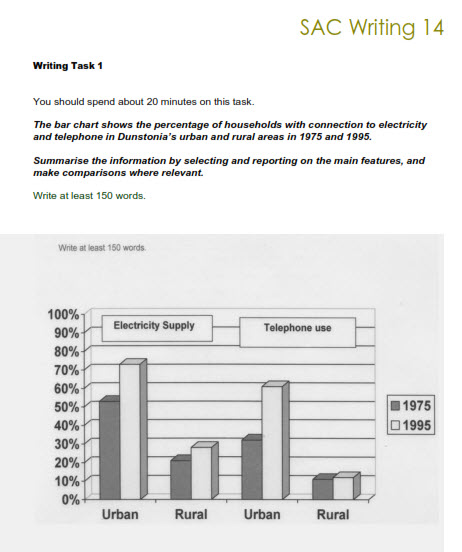 SAC Writing 14
Writing Task 1
You should spend about 20 minutes on this task.
The bar chart shows the percentage of households with connection to electricity
and telephone in Dunstonia's urban and rural areas in 1975 and 1995.
Summarise the information by selecting and reporting on the main features, and
make comparisons where relevant.
Write at least 150 words.
Write at least 150 words.
100%
90%
80%
70%
60%
50%
40%
30%
20%
10%
0%
Electricity Supply
Telephone use
1975
1995
Urban Rural Urban Rural